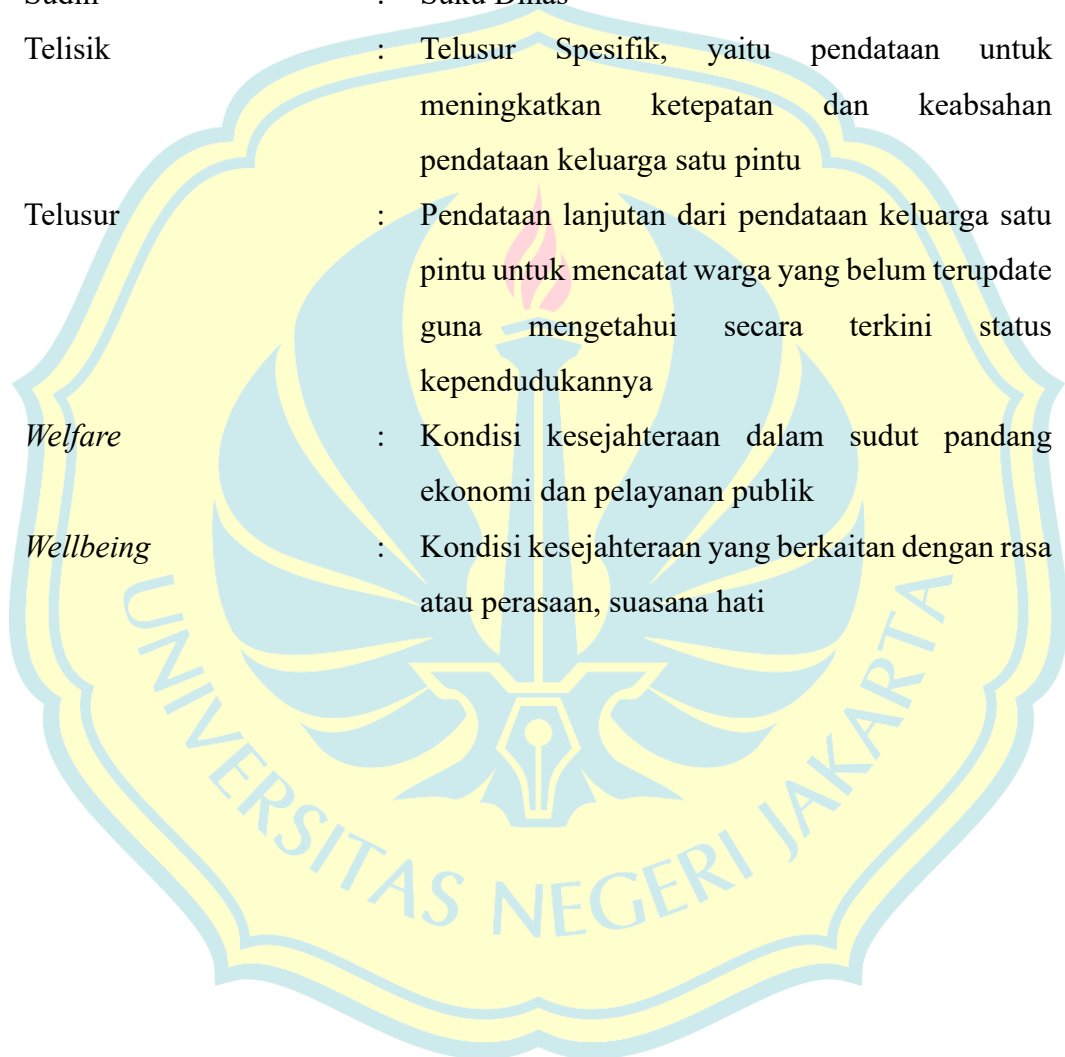 Sudin : Suku Dinas
Telisik : Telusur Spesifik, yaitu pendataan untuk
meningkatkan ketepatan dan keabsahan
pendataan keluarga satu pintu
Telusur : Pendataan lanjutan dari pendataan keluarga satu
pintu untuk mencatat warga yang belum terupdate
guna mengetahui secara terkini status
kependudukannya
Welfare : Kondisi kesejahteraan dalam sudut pandang
ekonomi dan pelayanan publik
Wellbeing : Kondisi kesejahteraan yang berkaitan dengan rasa
atau perasaan, suasana hati
UNIVERSITAS NEGERI JAKARTA